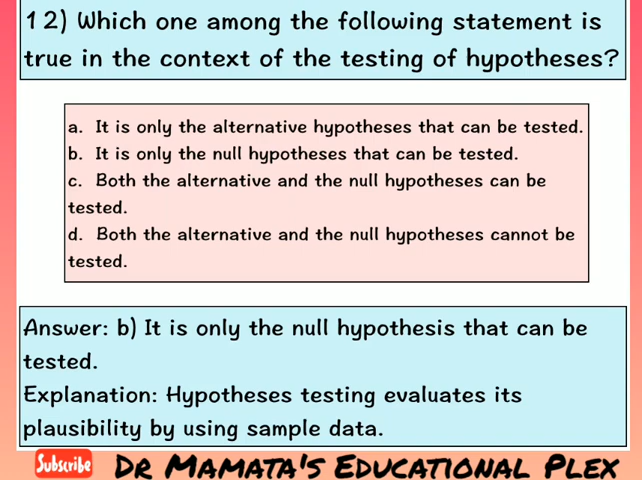 12) Which one among the following statement is
true in the context of the testing of hypotheses?
a. It is only the alternative hypotheses that can be tested.
b. It is only the null hypotheses that can be tested.
c. Both the alternative and the null hypotheses can be
tested.
d. Both the alternative and the null hypotheses cannot be
tested.
Answer: b) It is only the null hypothesis that can be
tested.
Explanation: Hypotheses testing evaluates its
plausibility by using sample data.
Subscribe DR MAMATA'S EDUCATIONAL PLEX